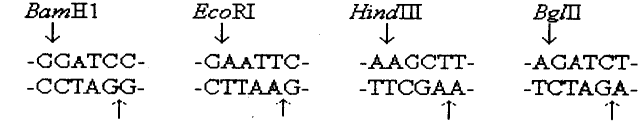 BamH1 EcoRI HindIII BglII
-GGATCC- -GAATTC- -AAGCTT- -AGATCT-
-CCTAGG- -CTTAAG- -TTCGAA- -TCTAGA-